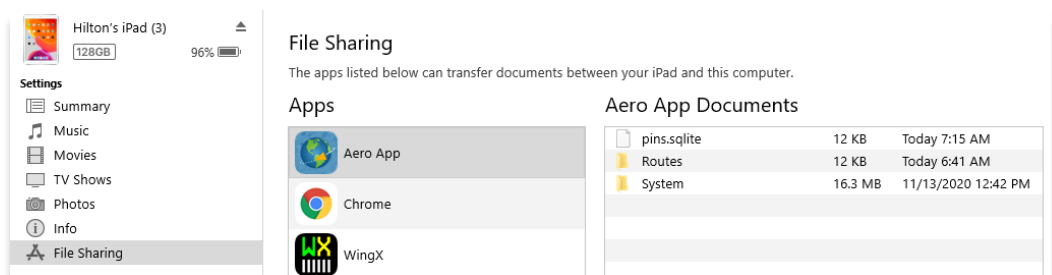 Hilton's iPad (3)
128GB
96%
Settings
Summary
Music
Movies
TV Shows
Photos
Info
File Sharing
File Sharing
The apps listed below can transfer documents between your iPad and this computer.
Apps
Aero App
Chrome
WX
WingX
Aero App Documents
pins.sqlite 12 KB Today 7:15 AM
Routes 12 KB Today 6:41 AM
System 16.3 MB 11/13/2020 12:42 PM